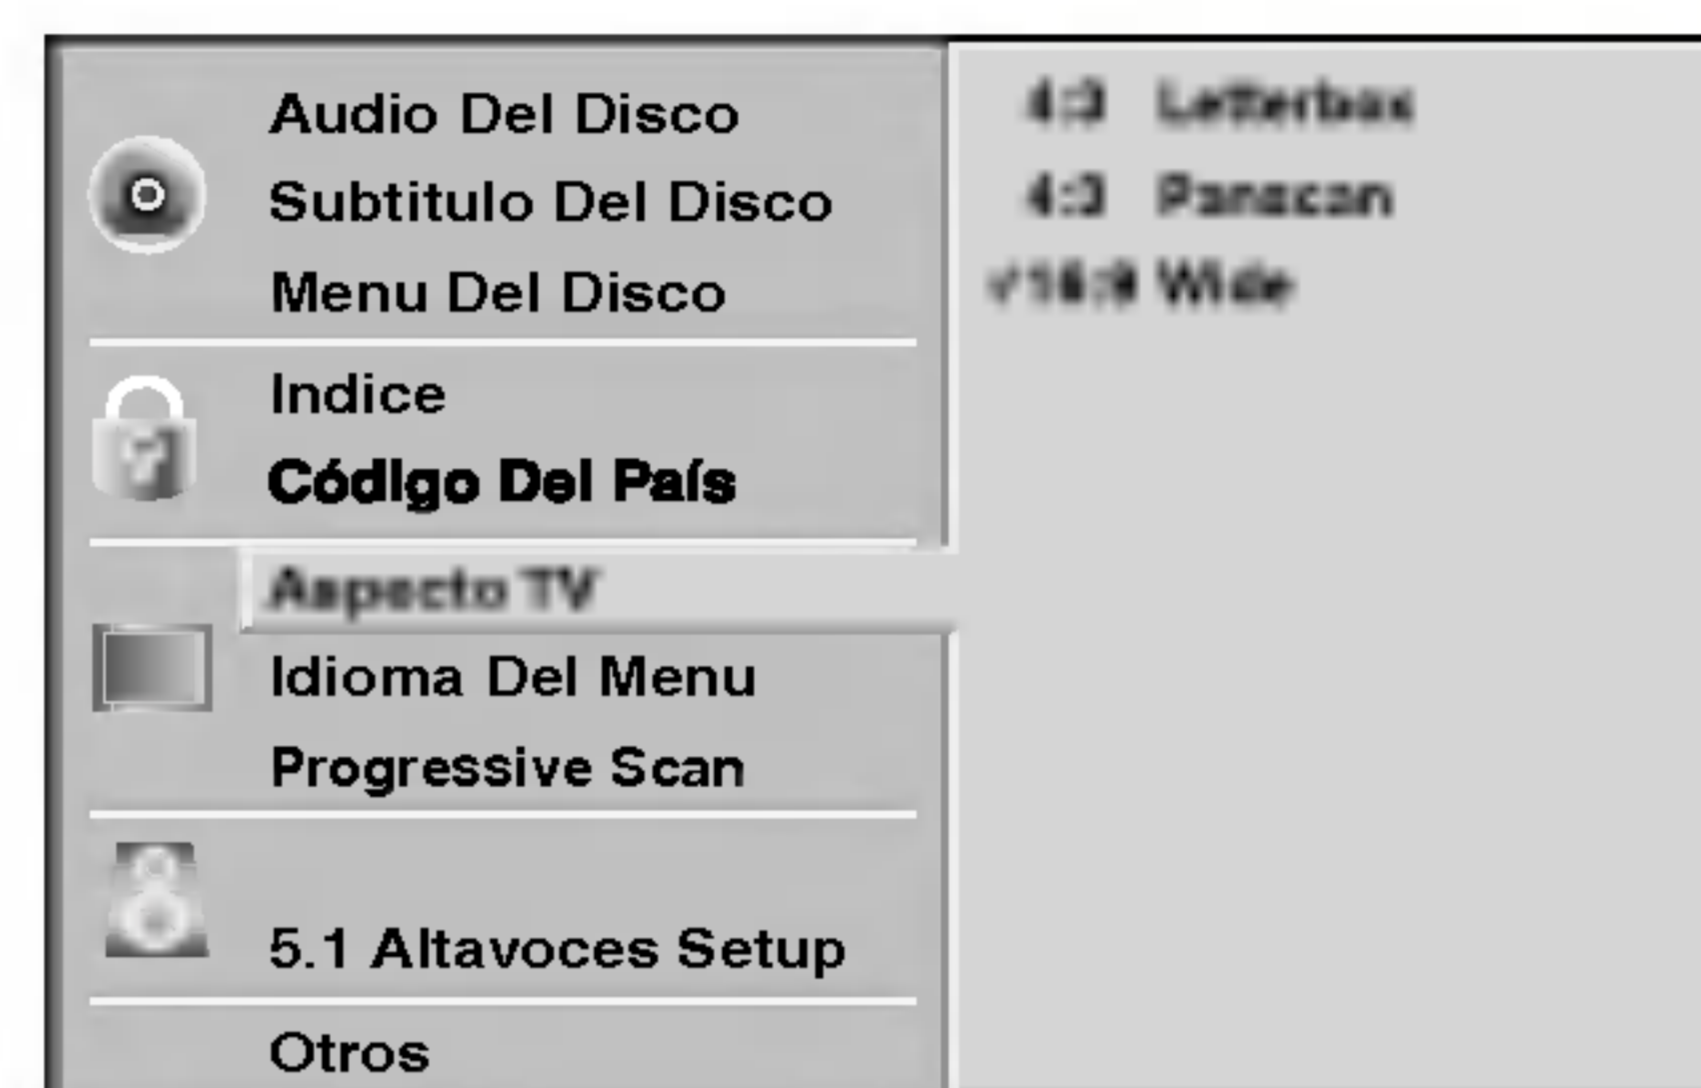 Audio Del Disco
Subtitulo Del Disco
Menu Del Disco
Indice
Código Del País
Aspecto TV
Idioma Del Menu
Progressive Scan
5.1 Altavoces Setup
Otros
4:3 Letterbox
4:3 Panscan
✓16:9 Wide